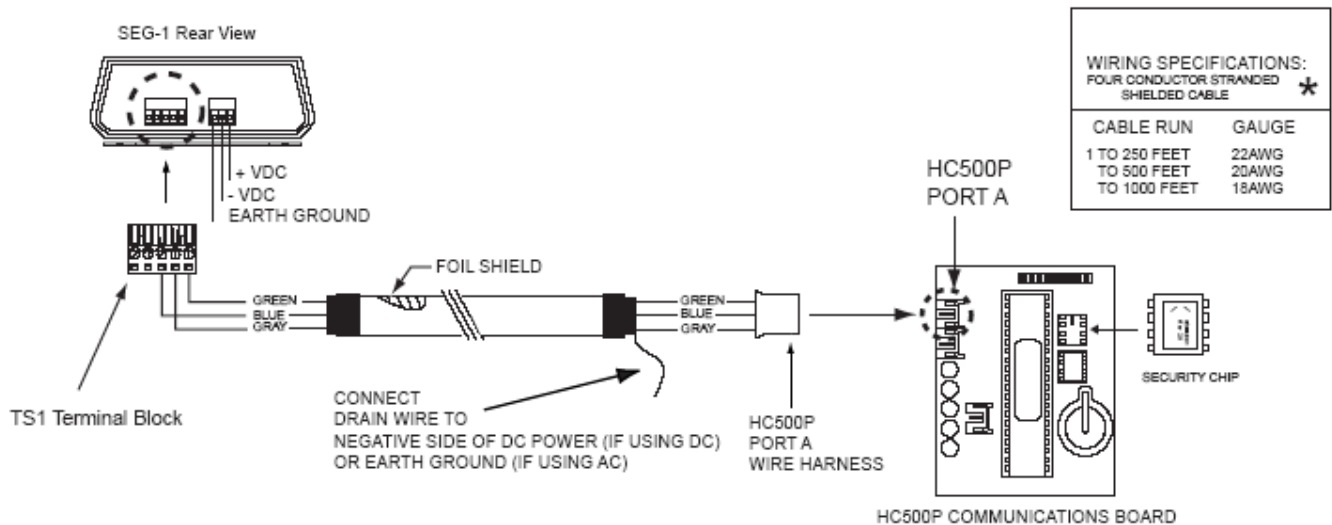 SEG-1 Rear View
+ VDC
- VDC
EARTH GROUND
WIRING SPECIFICATIONS:
FOUR CONDUCTOR STRANDED
SHIELDED CABLE *
CABLE RUN GAUGE
1 TO 250 FEET 22AWG
TO 500 FEET 20AWG
TO 1000 FEET 18AWG
HC500P
PORT A
FOIL SHIELD
GREEN
BLUE
GRAY
GREEN
BLUE
GRAY
TS1 Terminal Block
CONNECT
DRAIN WIRE TO
NEGATIVE SIDE OF DC POWER (IF USING DC)
OR EARTH GROUND (IF USING AC)
HC500P
PORT A
WIRE HARNESS
SECURITY CHIP
HC500P COMMUNICATIONS BOARD